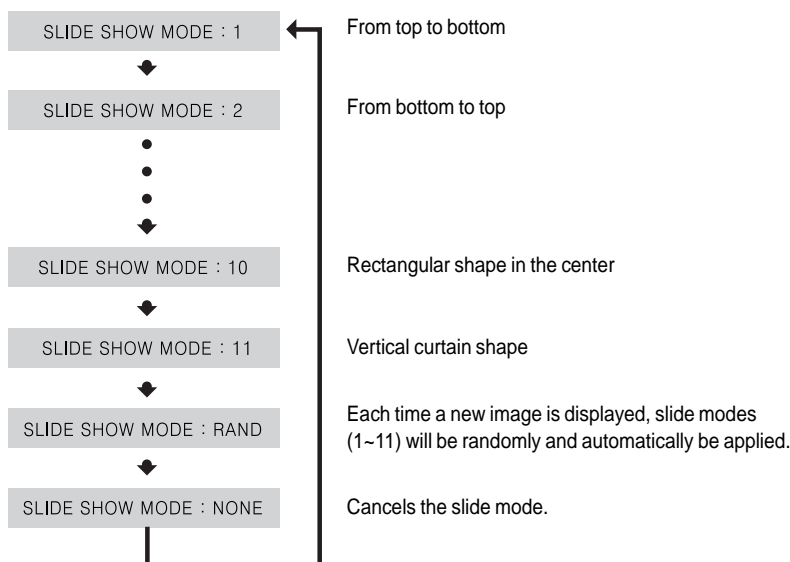 SLIDE SHOW MODE : 1 From top to bottom
SLIDE SHOW MODE : 2 From bottom to top
SLIDE SHOW MODE : 10 Rectangular shape in the center
SLIDE SHOW MODE : 11 Vertical curtain shape
SLIDE SHOW MODE : RAND Each time a new image is displayed, slide modes
(1~11) will be randomly and automatically be applied.
SLIDE SHOW MODE : NONE Cancels the slide mode.